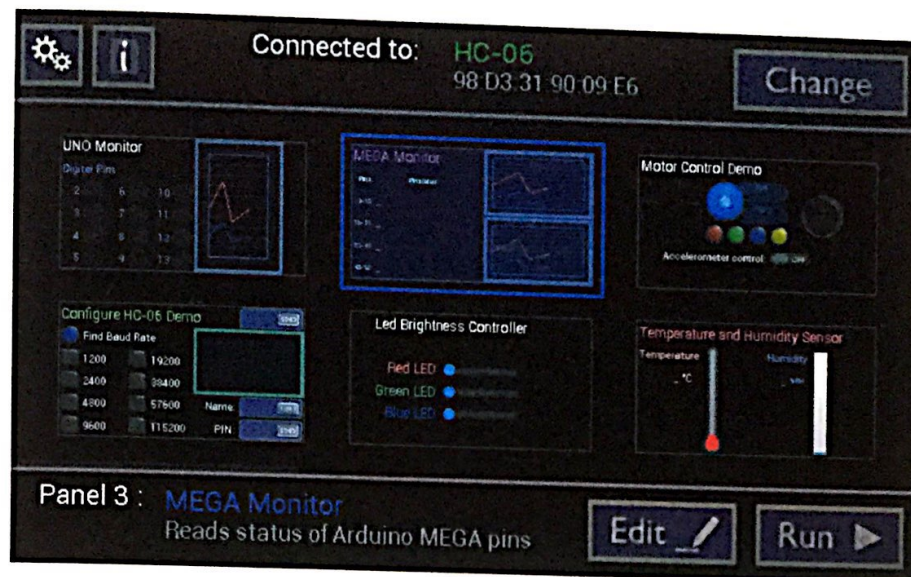 i
Connected to:
HC-06
98:D3:31:90:09:E6
Change
UNO Monitor
Digital Pins
2 6 10
3 7 11
4 8 12
5 9 13
MEGA Monitor
Motor Control Demo
Accelerometer control: OFF
Configure HC-06 Demo
Find Baud Rate
1200 19200
2400 38400
4800 57600
9600 115200
Name:
PIN:
Led Brightness Controller
Red LED
Green LED
Blue LED
Temperature and Humidity Sensor
Temperature
Humidity
_ °C
Panel 3 :
MEGA Monitor
Reads status of Arduino MEGA pins
Edit
Run